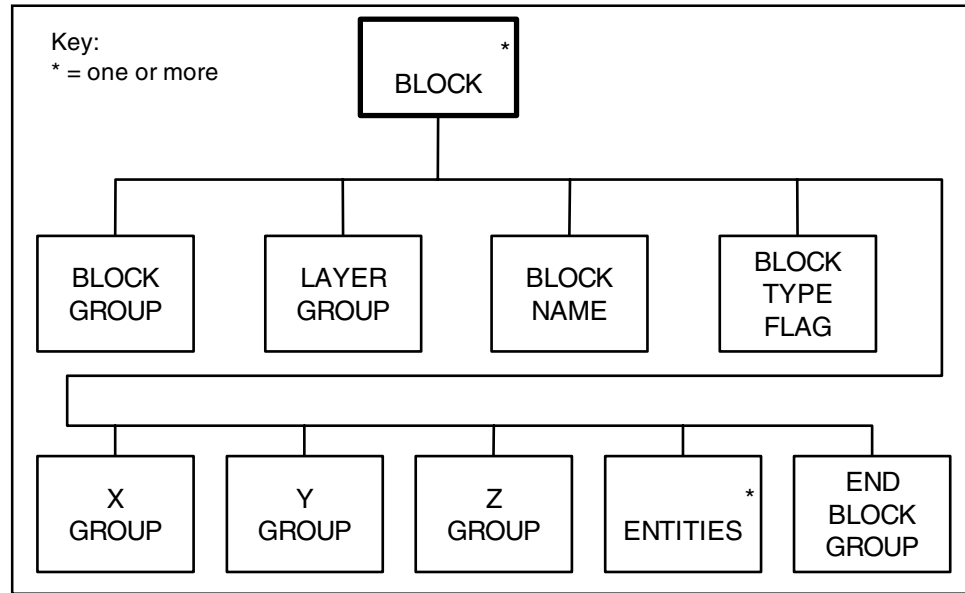 Key:
* = one or more
*
BLOCK
BLOCK
GROUP
LAYER
GROUP
BLOCK
NAME
BLOCK
TYPE
FLAG
X
GROUP
Y
GROUP
Z
GROUP
*
ENTITIES
END
BLOCK
GROUP